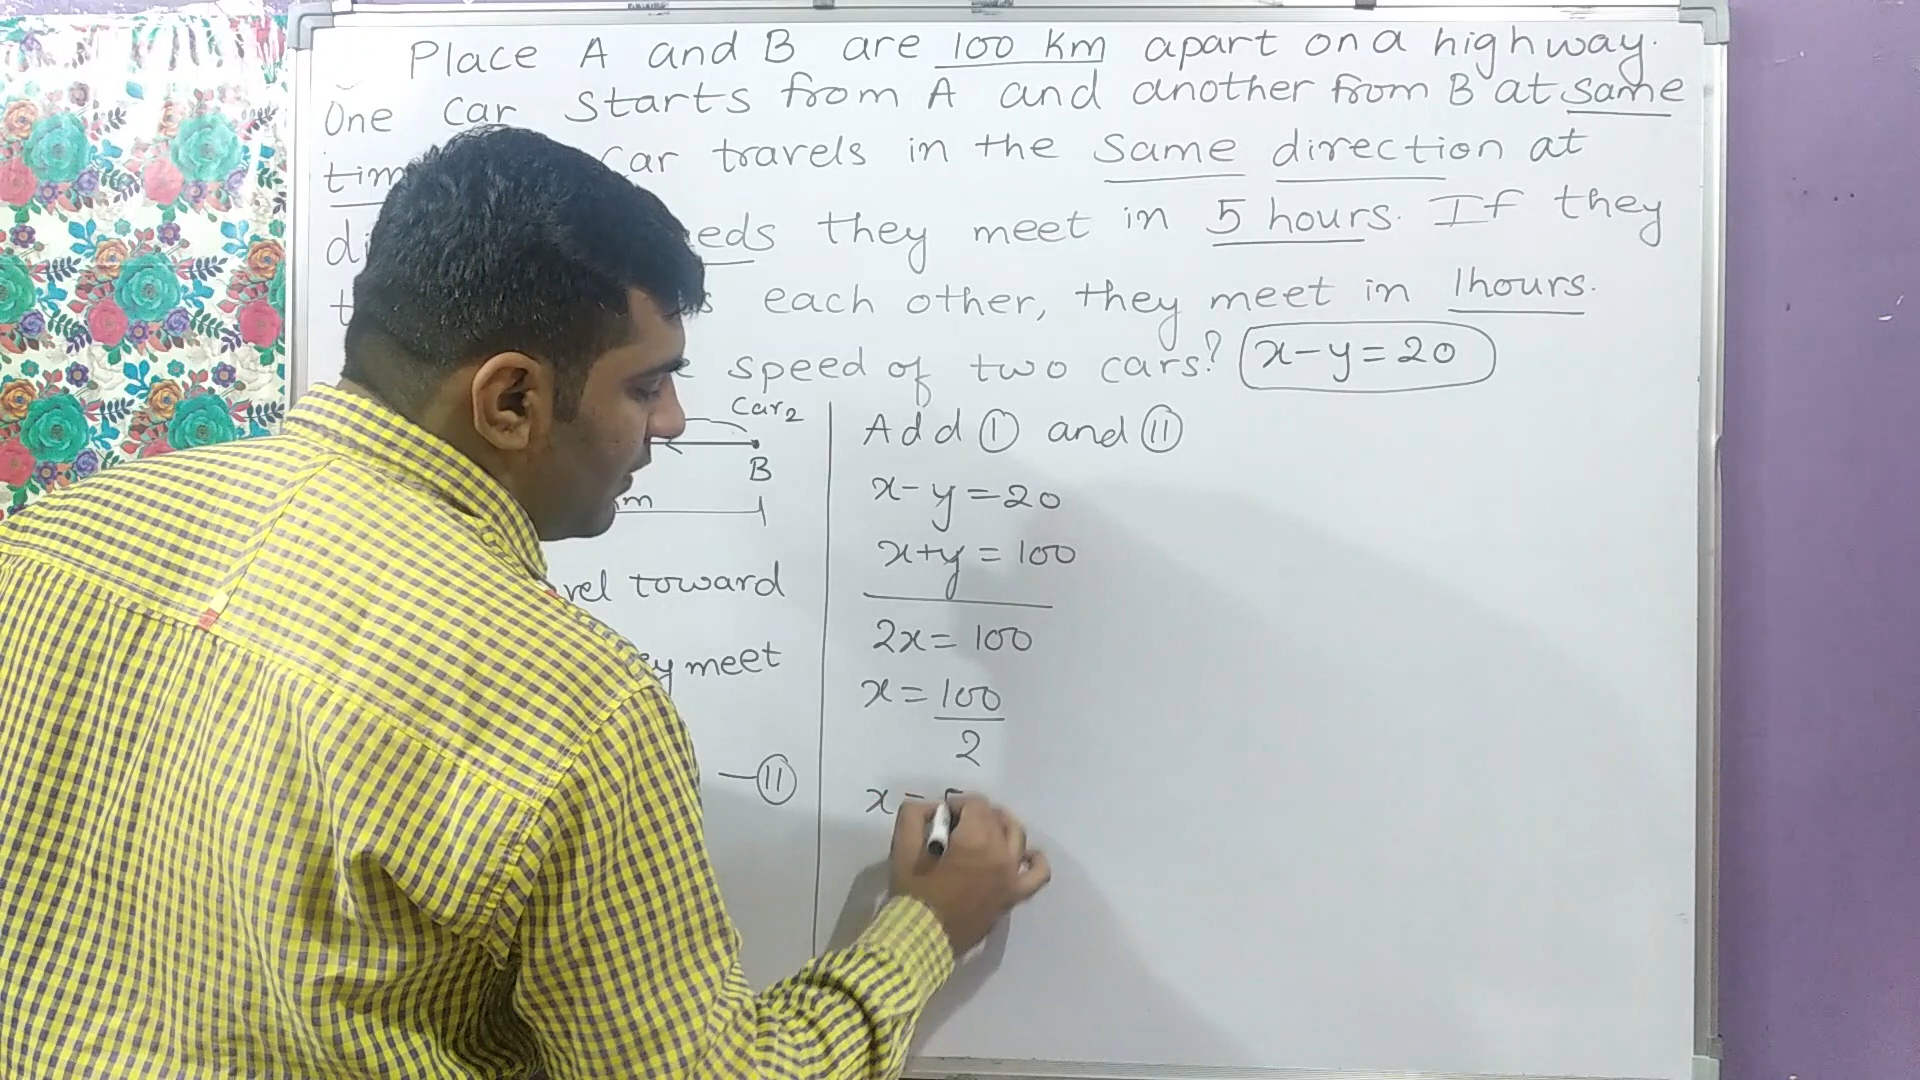 Place A and B are 100 Km apart on a highway.
One car starts from A and another from B at same
car travels in the same direction at
they meet in 5 hours. If they
each other, they meet in 1hours.
speed of two cars? x-y=20
Car2
B
Add I and II
x-y=20
x+y=100
toward
2x=100
meet
x=100
2
II
x=